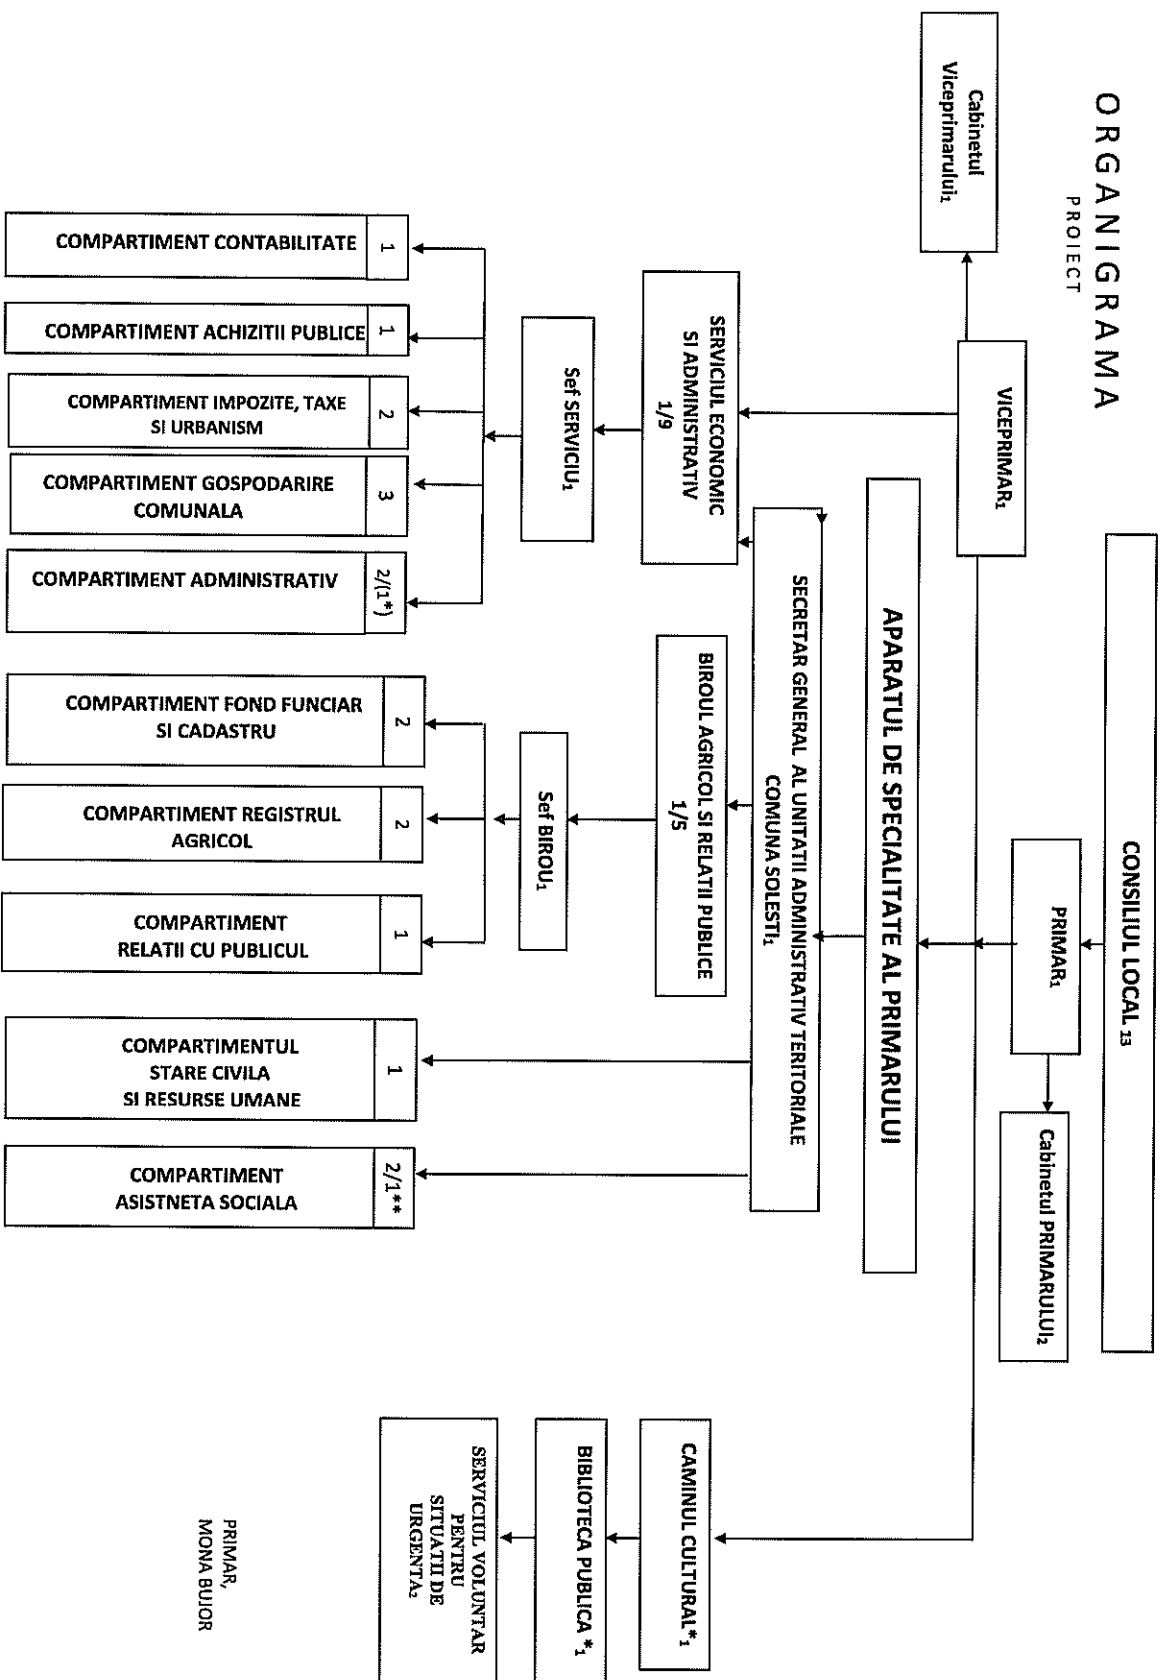 ORGANIGRAMA
PROIECT
CONSILIUL LOCAL 13
PRIMAR1
Cabinetul PRIMARULUI2
VICEPRIMAR1
Cabinetul
Viceprimarului1
APARATUL DE SPECIALITATE AL PRIMARULUI
SECRETAR GENERAL AL UNITATII ADMINISTRATIV TERITORIALE
COMUNA SOLESTI1
SERVICIUL ECONOMIC
SI ADMINISTRATIV
1/9
BIROUL AGRICOL SI RELATII PUBLICE
1/5
CAMINUL CULTURAL*1
Sef SERVICIU1
Sef BIROU1
BIBLIOTECA PUBLICA *1
SERVICIUL VOLUNTAR
PENTRU
SITUATII DE
URGENTA2
1
COMPARTIMENT CONTABILITATE
1
COMPARTIMENT ACHIZITII PUBLICE
2
COMPARTIMENT IMPOZITE, TAXE
SI URBANISM
3
COMPARTIMENT GOSPODARIRE
COMUNALA
2/(1*)
COMPARTIMENT ADMINISTRATIV
2
COMPARTIMENT FOND FUNCIAR
SI CADASTRU
2
COMPARTIMENT REGISTRUL
AGRICOL
1
COMPARTIMENT
RELATII CU PUBLICUL
1
COMPARTIMENTUL
STARE CIVILA
SI RESURSE UMANE
2/1**
COMPARTIMENT
ASISTNETA SOCIALA
PRIMAR,
MONA BUJOR